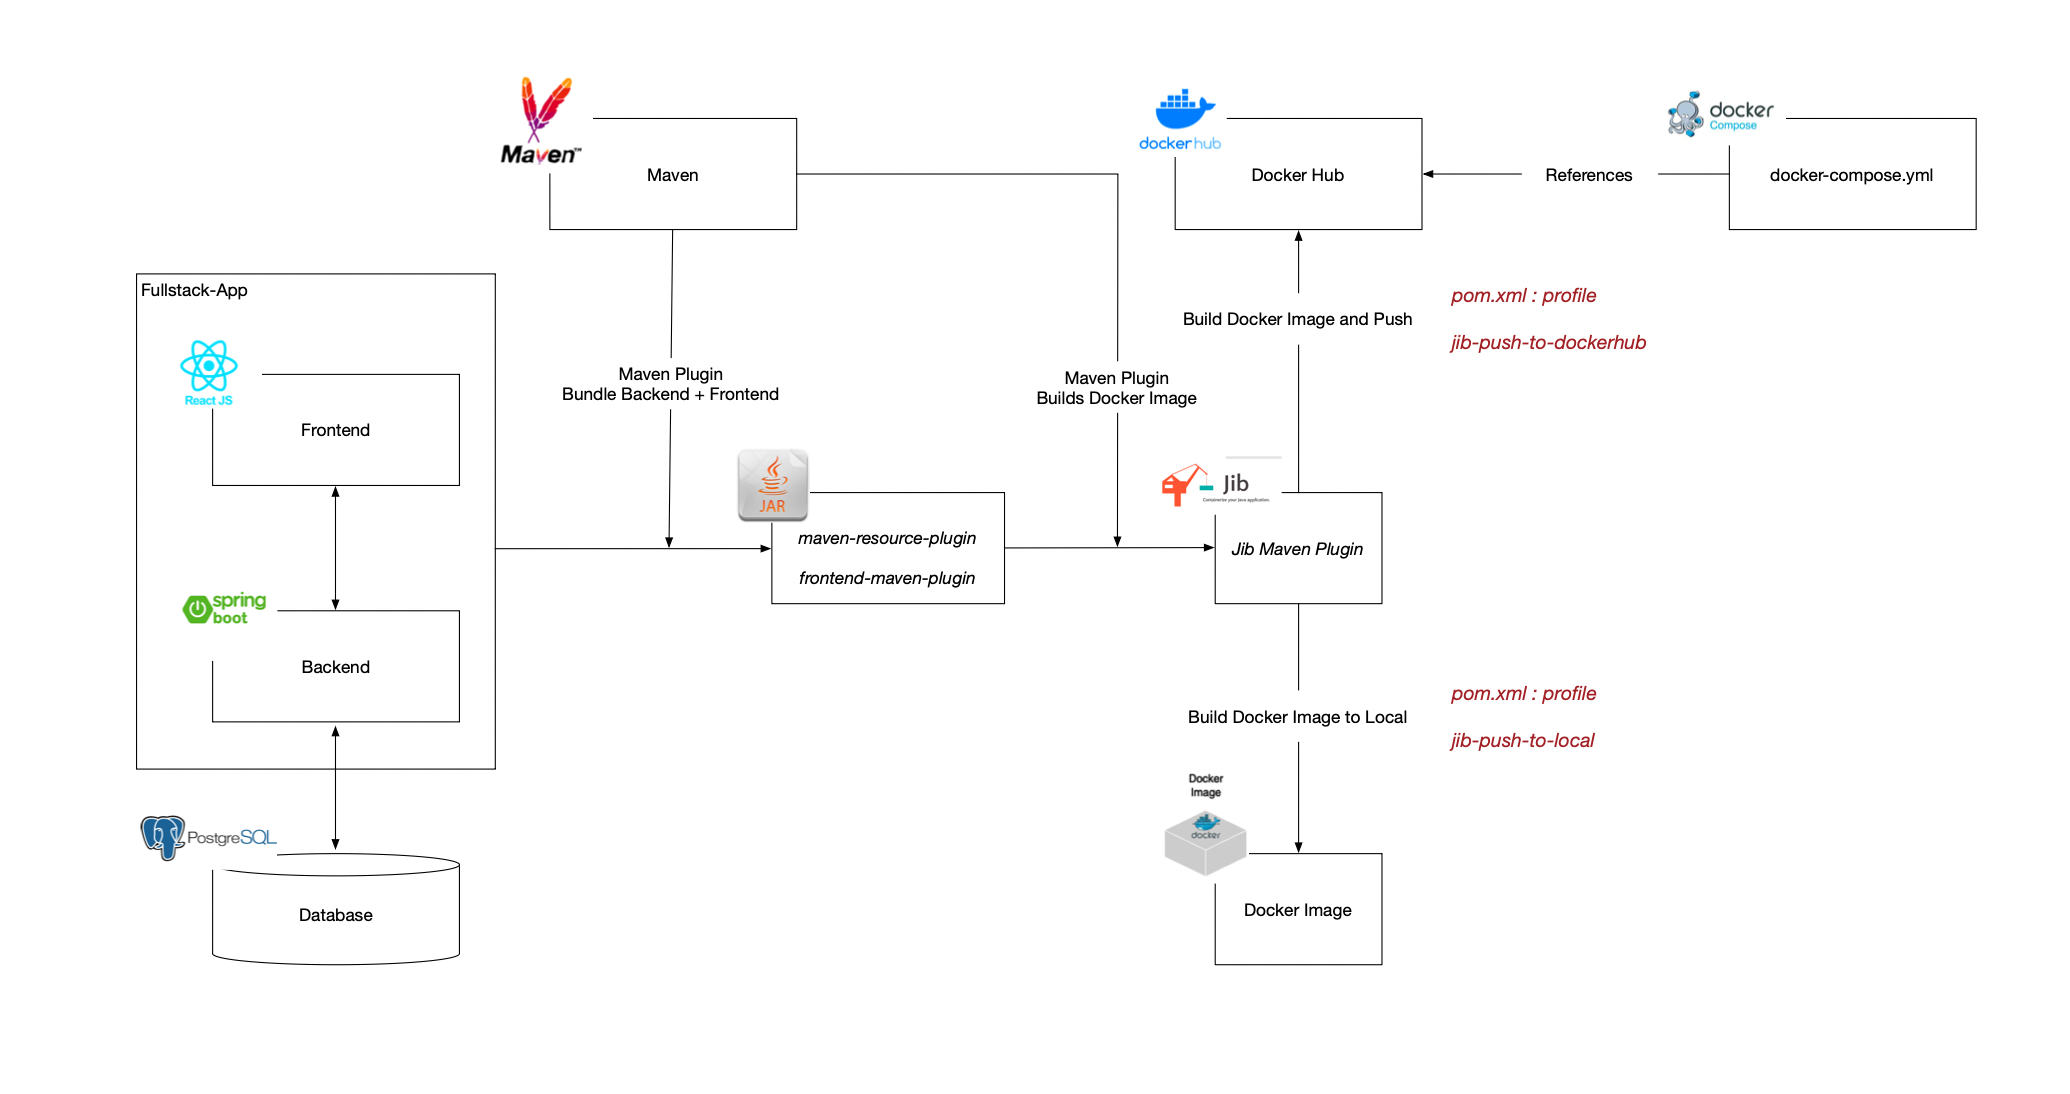 Maven™
Maven
dockerhub
Docker Hub
docker
Compose
References
docker-compose.yml
Fullstack-App
React JS
Frontend
spring
boot
Backend
PostgreSQL
Database
Maven Plugin
Bundle Backend + Frontend
Maven Plugin
Builds Docker Image
Build Docker Image and Push
pom.xml : profile
jib-push-to-dockerhub
JAR
maven-resource-plugin
frontend-maven-plugin
Jib
Containerize your Java application.
Jib Maven Plugin
Build Docker Image to Local
pom.xml : profile
jib-push-to-local
Docker
Image
docker
Docker Image